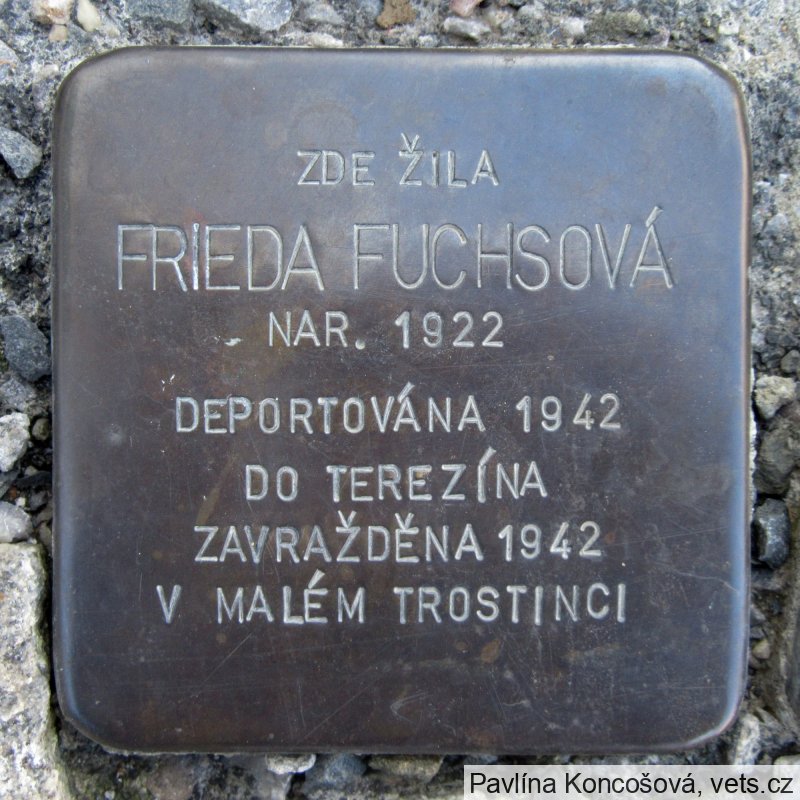 ZDE ŽILA
FRIEDA FUCHSOVÁ
NAR. 1922
DEPORTOVÁNA 1942
DO TEREZÍNA
ZAVRAŽDĚNA 1942
V MALÉM TROSTINCI
Pavlína Koncošová, vets.cz